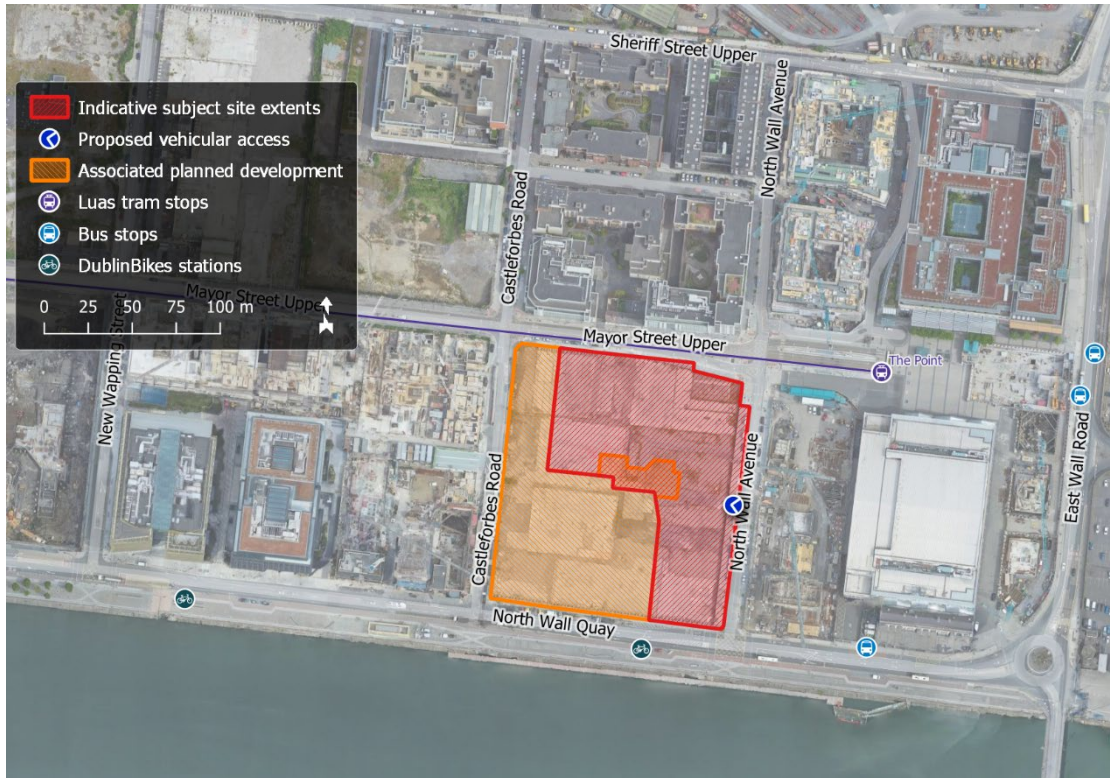 Sheriff Street Upper
North Wall Avenue
Indicative subject site extents
Proposed vehicular access
Associated planned development
Luas tram stops
Bus stops
DublinBikes stations
0 25 50 75 100 m
Castleforbes Road
Mayor Street Upper
New Wapping Street
Mayor Street Upper
The Point
East Wall Road
North Wall Avenue
Castleforbes Road
North Wall Quay